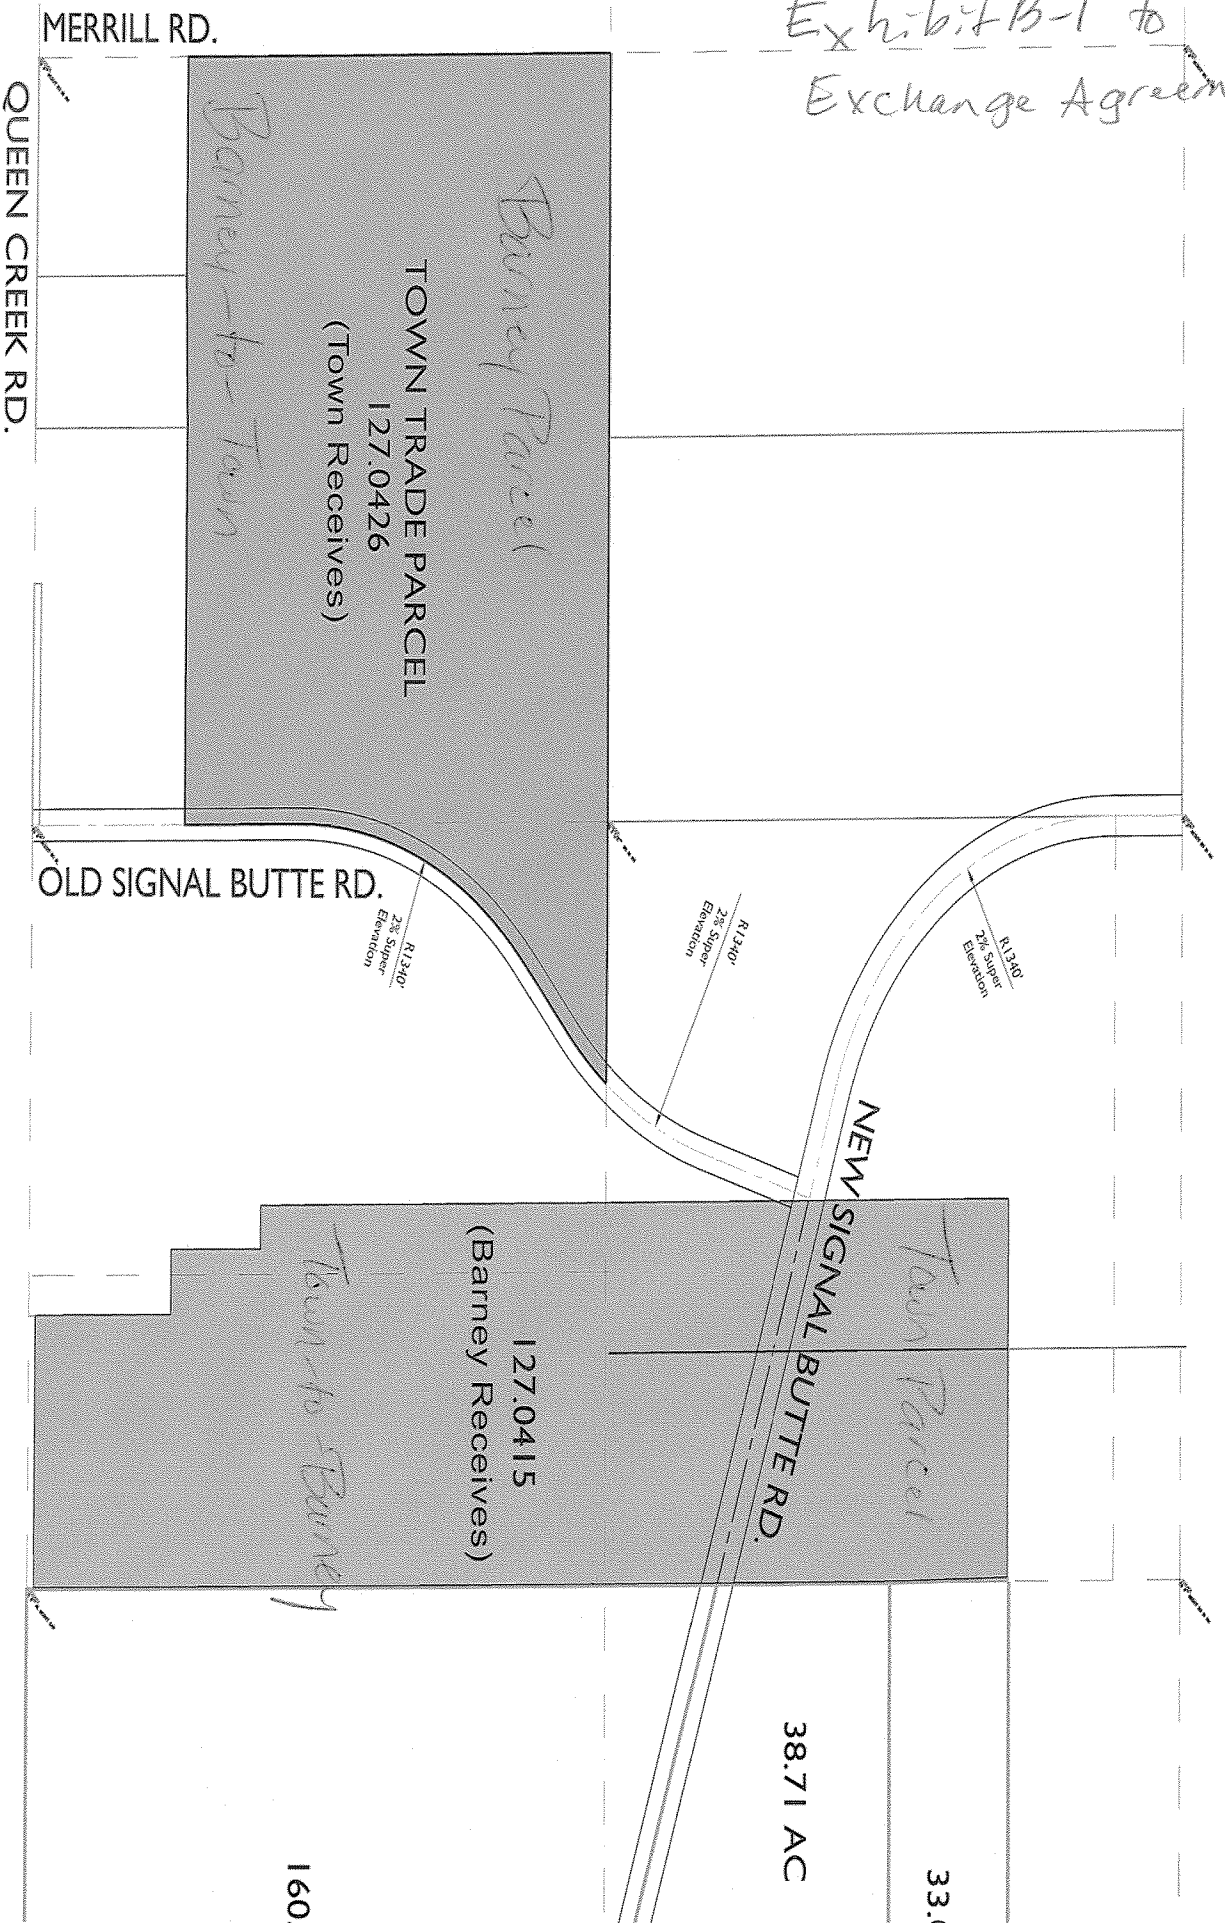 MERRILL RD.
Exhibit B-1 to
Exchange Agreem
QUEEN CREEK RD.
Barney Parcel
TOWN TRADE PARCEL
127.0426
(Town Receives)
Barney-to-Town
OLD SIGNAL BUTTE RD.
R1340'
2% Super
Elevation
R1340'
2% Super
Elevation
R1340'
2% Super
Elevation
NEW SIGNAL BUTTE RD.
Town Parcel
127.0415
(Barney Receives)
Town-to-Barney
38.71 AC
33.
160.